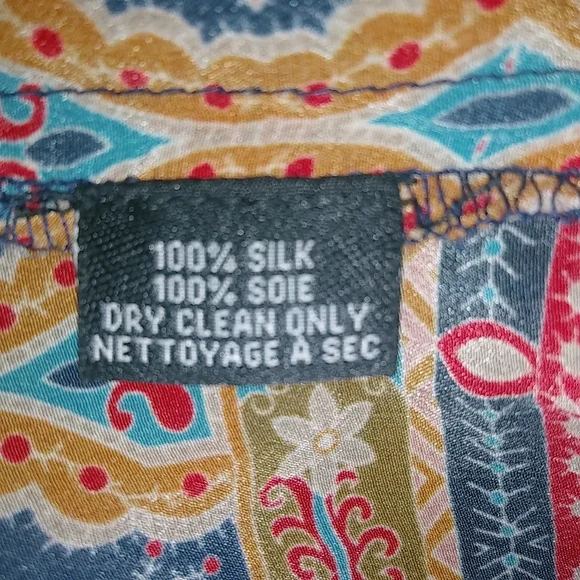 100% SILK
100% SOIE
DRY CLEAN ONLY
NETTOYAGE À SEC